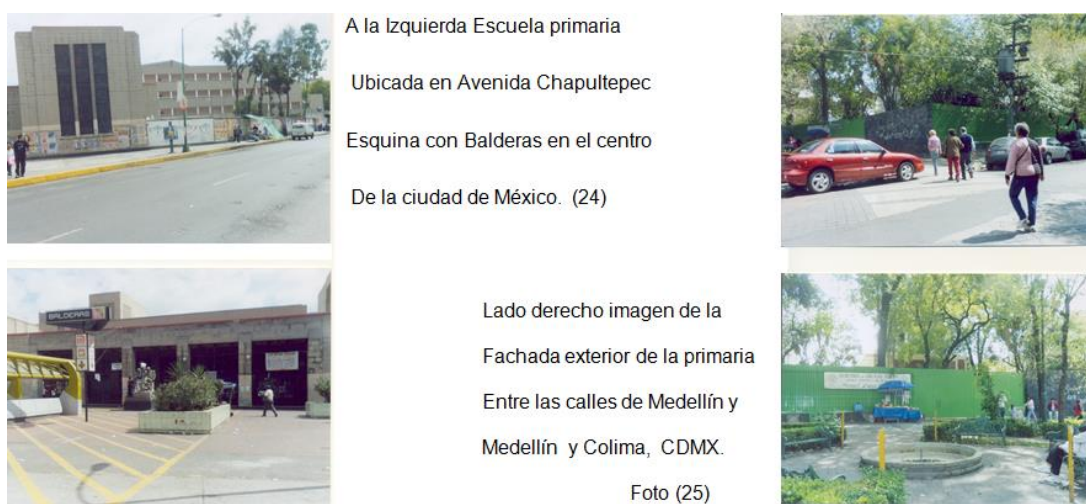 A la Izquierda Escuela primaria
Ubicada en Avenida Chapultepec
Esquina con Balderas en el centro
De la ciudad de México. (24)
BALDERAS
Lado derecho imagen de la
Fachada exterior de la primaria
Entre las calles de Medellín y
Medellín y Colima, CDMX.
Foto (25)